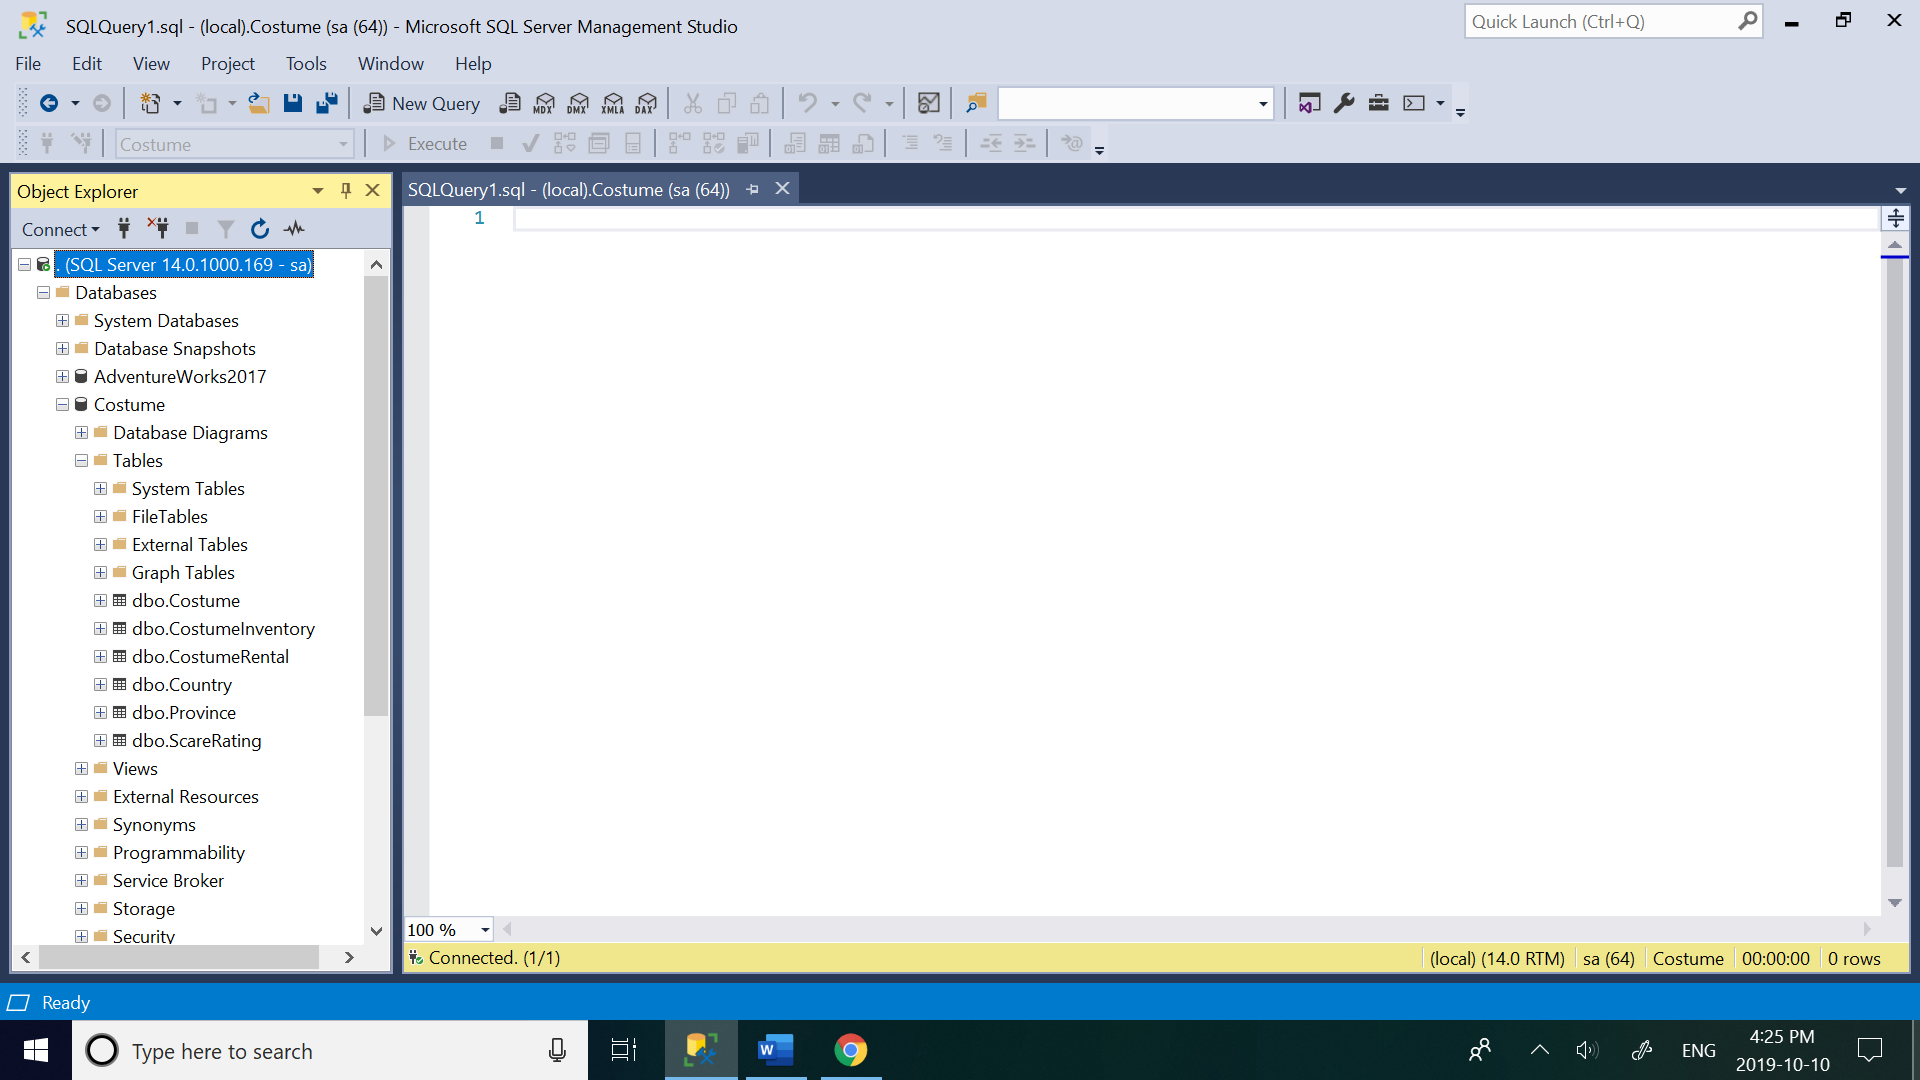 SQLQuery1.sql - (local).Costume (sa (64)) - Microsoft SQL Server Management Studio
Quick Launch (Ctrl+Q)
File Edit View Project Tools Window Help
New Query MDX DMX XMLA DAX
Costume Execute
Object Explorer
SQLQuery1.sql - (local).Costume (sa (64))
1
Connect
. (SQL Server 14.0.1000.169 - sa)
Databases
System Databases
Database Snapshots
AdventureWorks2017
Costume
Database Diagrams
Tables
System Tables
FileTables
External Tables
Graph Tables
dbo.Costume
dbo.CostumeInventory
dbo.CostumeRental
dbo.Country
dbo.Province
dbo.ScareRating
Views
External Resources
Synonyms
Programmability
Service Broker
Storage
Security
100 %
Connected. (1/1)
(local) (14.0 RTM) sa (64) Costume 00:00:00 0 rows
Ready
Type here to search
W
ENG
4:25 PM
2019-10-10